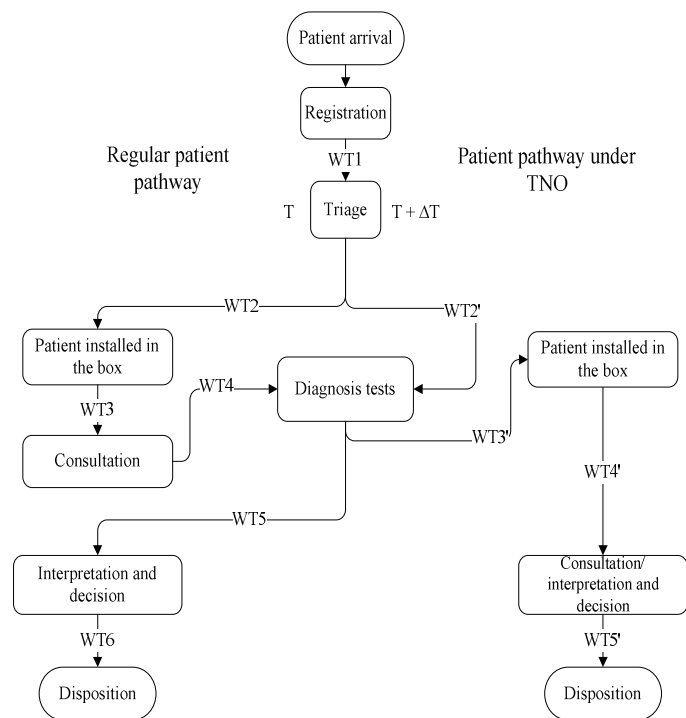 Patient arrival
Registration
Regular patient
pathway
WT1
Patient pathway under
TNO
T
Triage
T + ΔT
WT2
WT2'
Patient installed in
the box
Patient installed in
the box
WT4
Diagnosis tests
WT3
WT3'
Consultation
WT4'
WT5
Interpretation and
decision
Consultation/
interpretation and
decision
WT6
WT5'
Disposition
Disposition